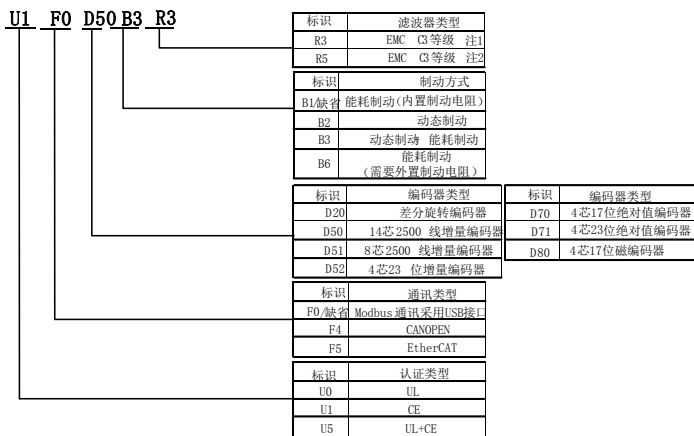 U1 F0 D50 B3 R3
标识 滤波器类型
R3 EMC C3等级 注1
R5 EMC C3等级 注2
标识 制动方式
B1/缺省 能耗制动(内置制动电阻)
B2 动态制动
B3 动态制动 能耗制动
B6 能耗制动
(需要外置制动电阻)
标识 编码器类型 标识 编码器类型
D20 差分旋转编码器 D70 4芯17位绝对值编码器
D50 14芯2500 线增量编码器 D71 4芯23位绝对值编码器
D51 8芯2500 线增量编码器 D80 4芯17位磁编码器
D52 4芯23 位增量编码器
标识 通讯类型
F0/缺省 Modbus通讯采用USB接口
F4 CANOPEN
F5 EtherCAT
标识 认证类型
U0 UL
U1 CE
U5 UL+CE